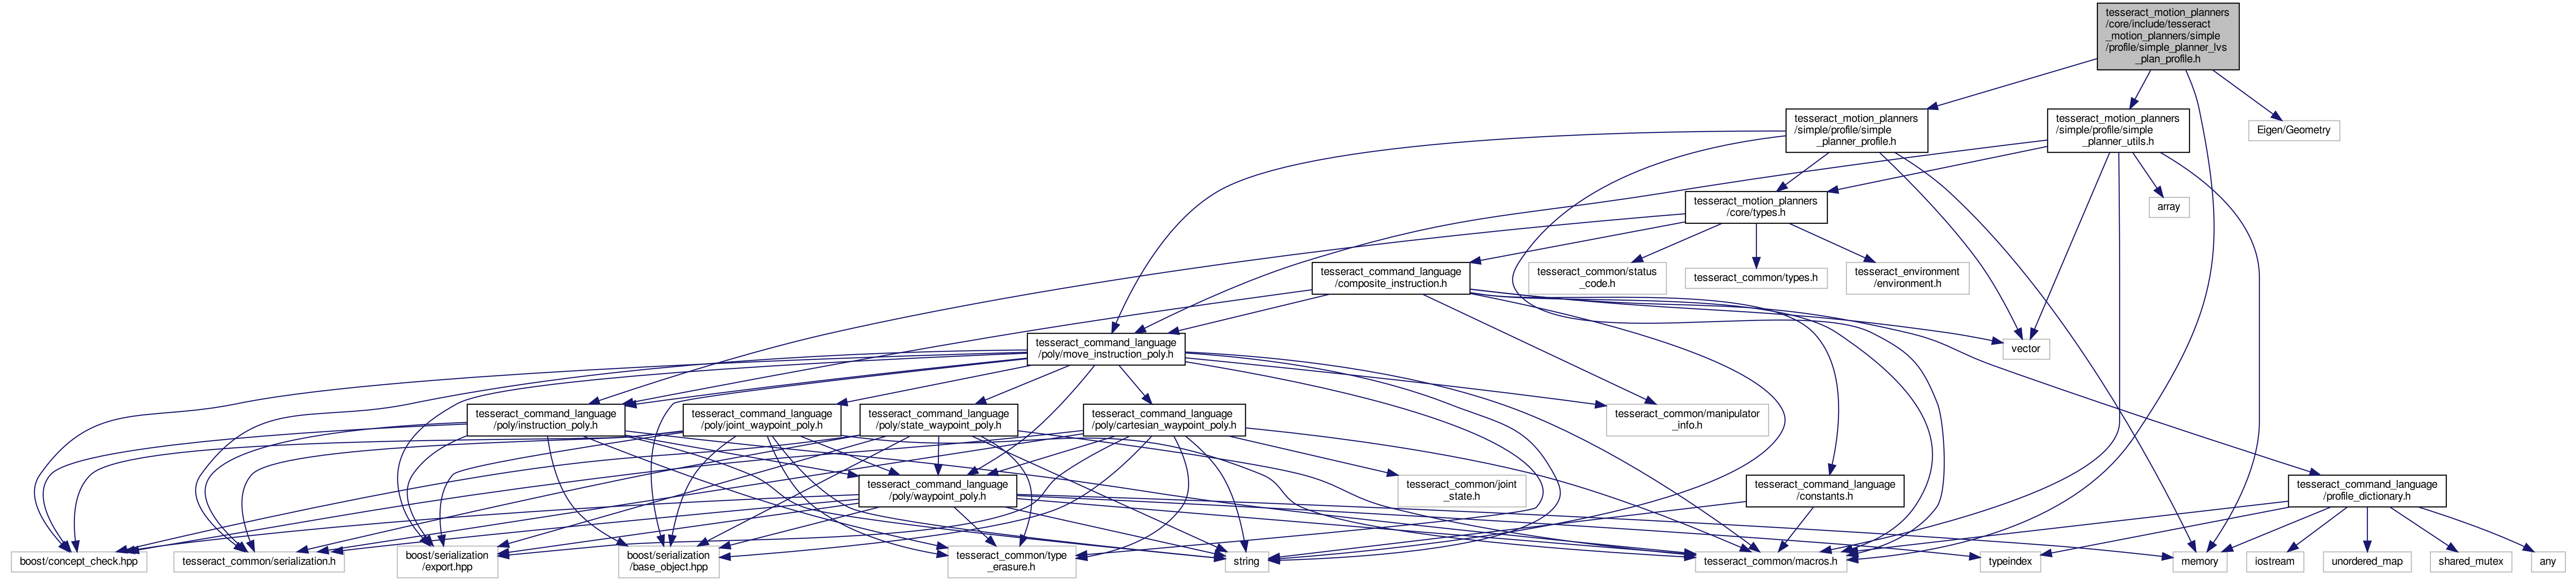 tesseract_motion_planners
/core/include/tesseract
_motion_planners/simple
/profile/simple_planner_lvs
_plan_profile.h
tesseract_motion_planners
/simple/profile/simple
_planner_profile.h
tesseract_motion_planners
/simple/profile/simple
_planner_utils.h
Eigen/Geometry
tesseract_motion_planners
/core/types.h
array
tesseract_command_language
/composite_instruction.h
tesseract_common/status
_code.h
tesseract_common/types.h
tesseract_environment
/environment.h
tesseract_command_language
/poly/move_instruction_poly.h
vector
tesseract_command_language
/poly/instruction_poly.h
tesseract_command_language
/poly/joint_waypoint_poly.h
tesseract_command_language
/poly/state_waypoint_poly.h
tesseract_command_language
/poly/cartesian_waypoint_poly.h
tesseract_common/manipulator
_info.h
tesseract_command_language
/poly/waypoint_poly.h
tesseract_common/joint
_state.h
tesseract_command_language
/constants.h
tesseract_command_language
/profile_dictionary.h
boost/concept_check.hpp
tesseract_common/serialization.h
boost/serialization
/export.hpp
boost/serialization
/base_object.hpp
tesseract_common/type
_erasure.h
string
tesseract_common/macros.h
typeindex
memory
iostream
unordered_map
shared_mutex
any